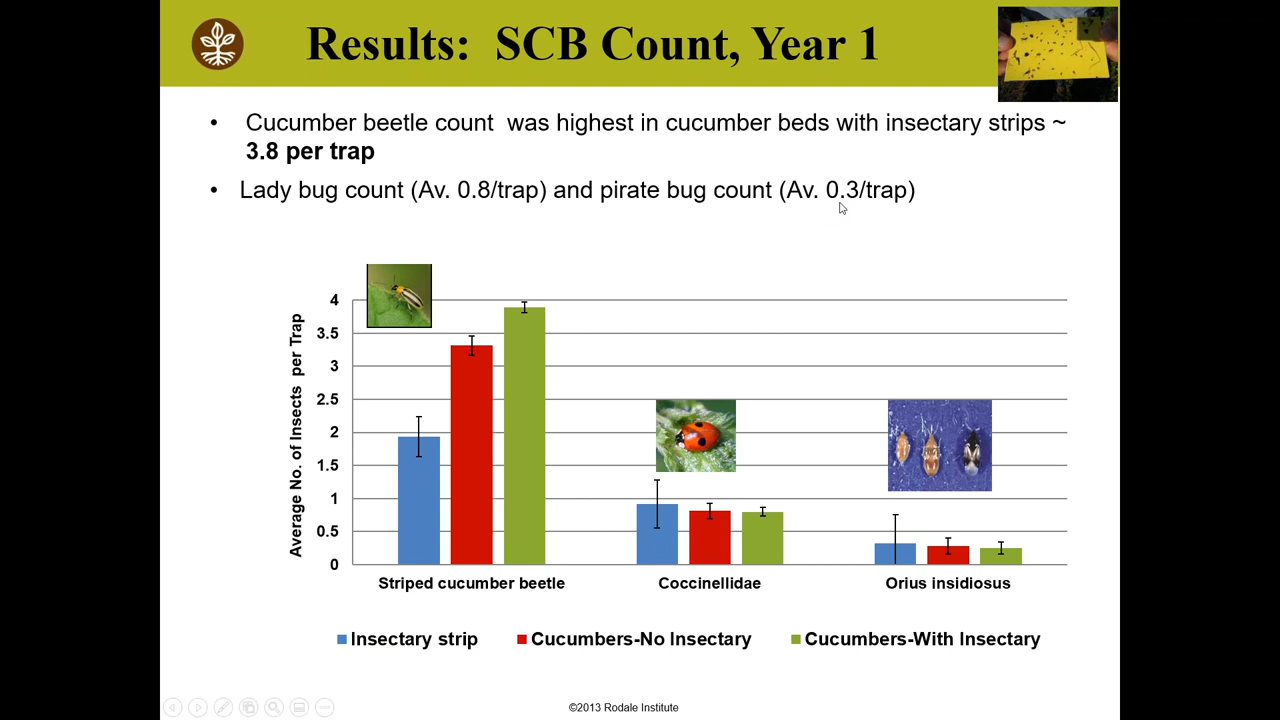 Results:  SCB Count, Year 1
• Cucumber beetle count  was highest in cucumber beds with insectary strips ~
3.8 per trap
• Lady bug count (Av. 0.8/trap) and pirate bug count (Av. 0.3/trap)
Average No. of Insects  per Trap
4
3.5
3
2.5
2
1.5
1
0.5
0
Striped cucumber beetle
Coccinellidae
Orius insidiosus
Insectary strip
Cucumbers-No Insectary
Cucumbers-With Insectary
©2013 Rodale Institute